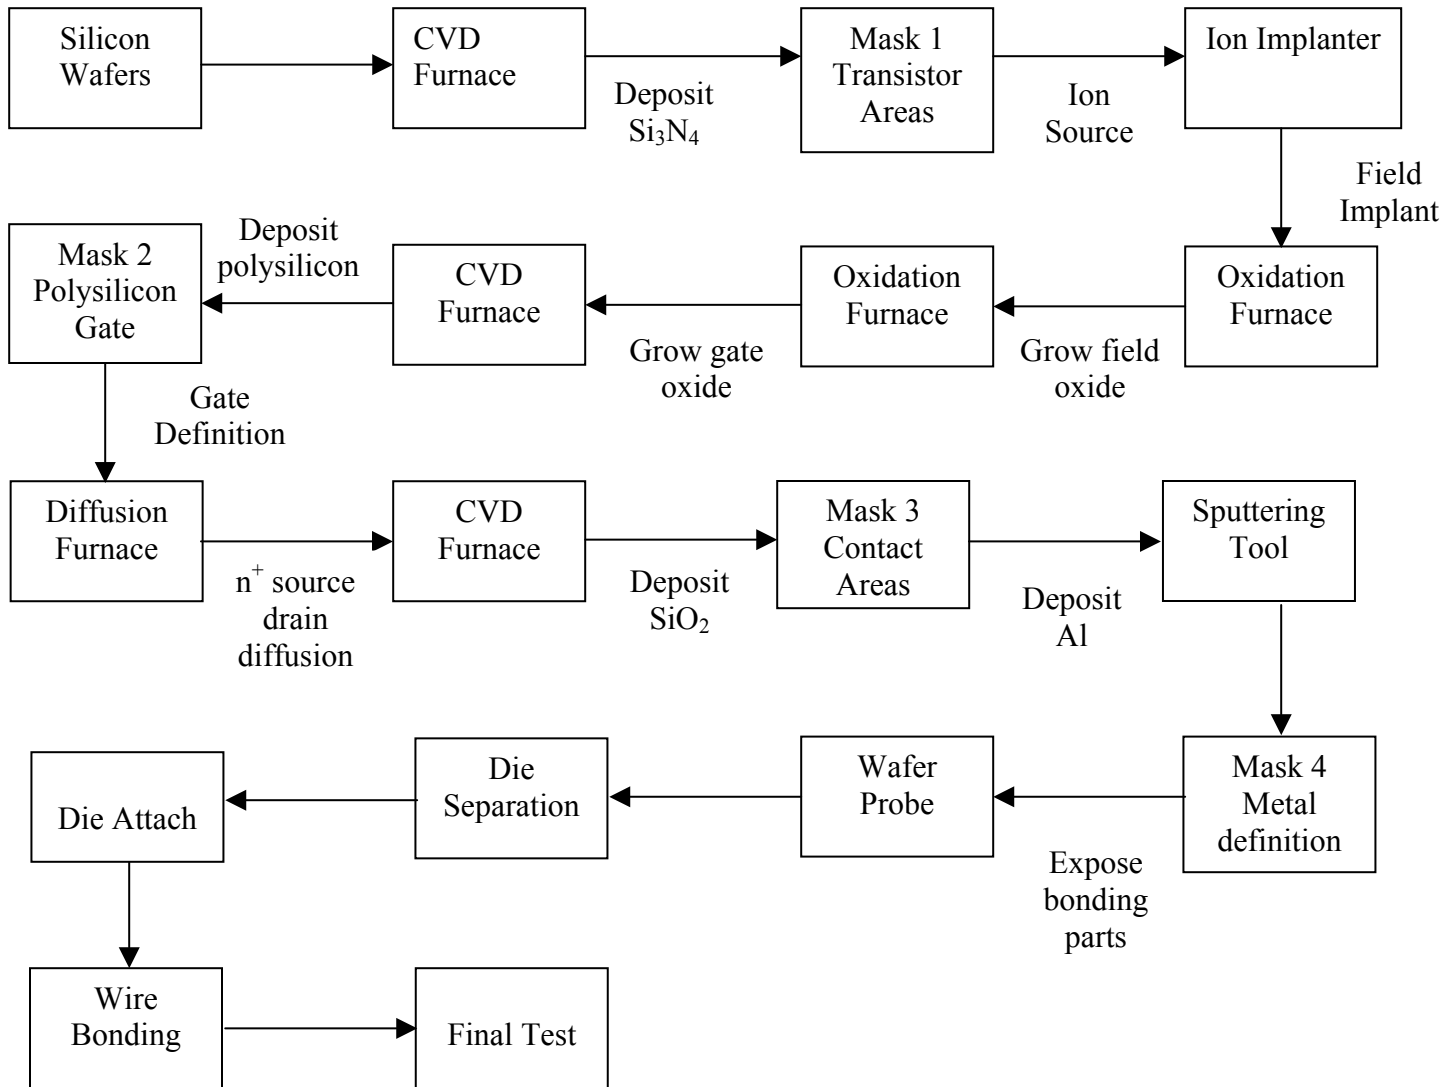 Silicon
Wafers
CVD
Furnace
Deposit
Si₃N₄
Mask 1
Transistor
Areas
Ion
Source
Ion Implanter
Field
Implant
Oxidation
Furnace
Grow field
oxide
Oxidation
Furnace
Grow gate
oxide
CVD
Furnace
Deposit
polysilicon
Mask 2
Polysilicon
Gate
Gate
Definition
Diffusion
Furnace
n⁺ source
drain
diffusion
CVD
Furnace
Deposit
SiO₂
Mask 3
Contact
Areas
Deposit
Al
Sputtering
Tool
Mask 4
Metal
definition
Expose
bonding
parts
Wafer
Probe
Die
Separation
Die Attach
Wire
Bonding
Final Test